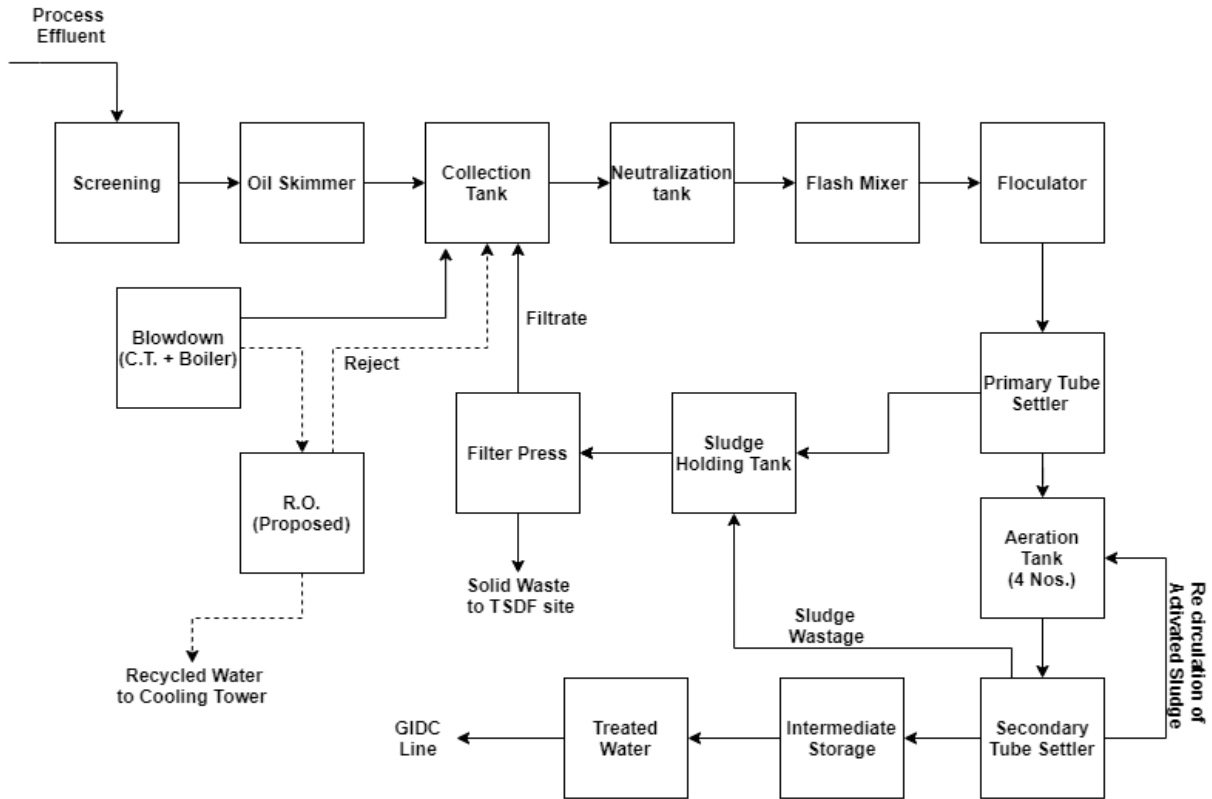 Process
Effluent
Screening
Oil Skimmer
Collection
Tank
Neutralization
tank
Flash Mixer
Floculator
Blowdown
(C.T. + Boiler)
Reject
Filtrate
Primary Tube
Settler
Filter Press
Sludge
Holding Tank
R.O.
(Proposed)
Aeration
Tank
(4 Nos.)
Solid Waste
to TSDF site
Sludge
Wastage
Re circulation of
Activated Sludge
Recycled Water
to Cooling Tower
GIDC
Line
Treated
Water
Intermediate
Storage
Secondary
Tube Settler